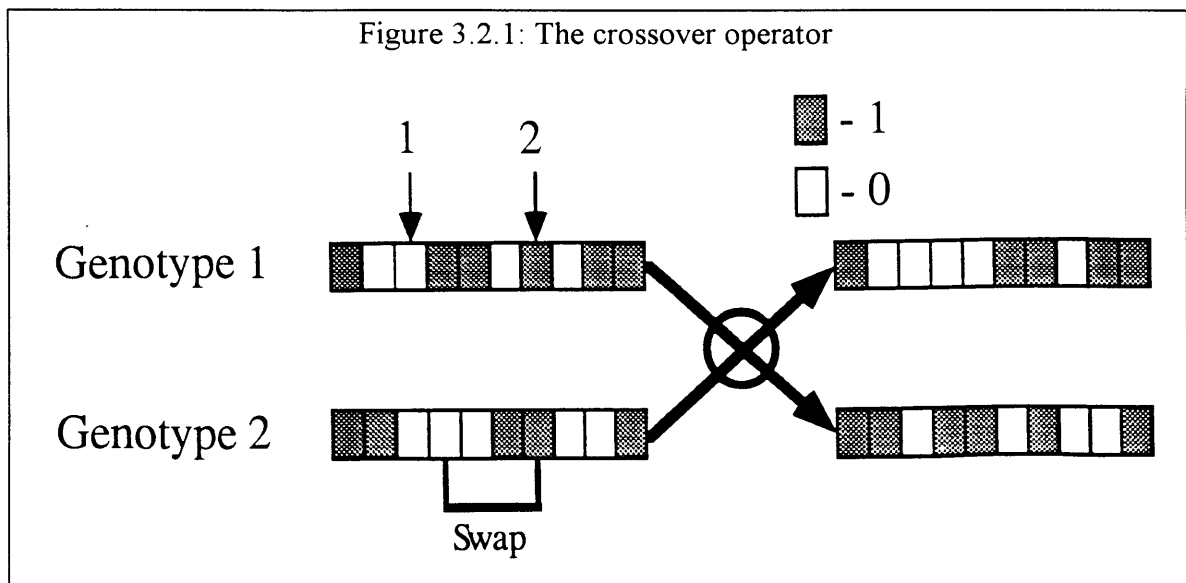 Figure 3.2.1: The crossover operator
- 1
- 0
1 2
Genotype 1
Genotype 2
Swap